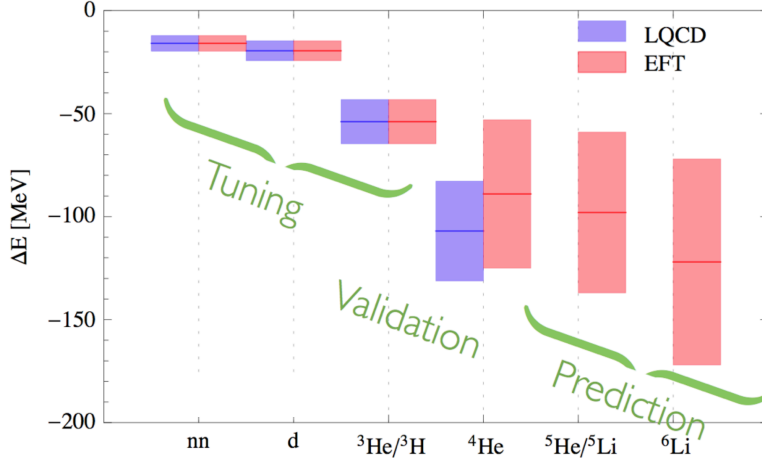 0
−50
−100
−150
−200
ΔE [MeV]
LQCD
EFT
Tuning
Validation
Prediction
nn
d
³He/³H
⁴He
⁵He/⁵Li
⁶Li